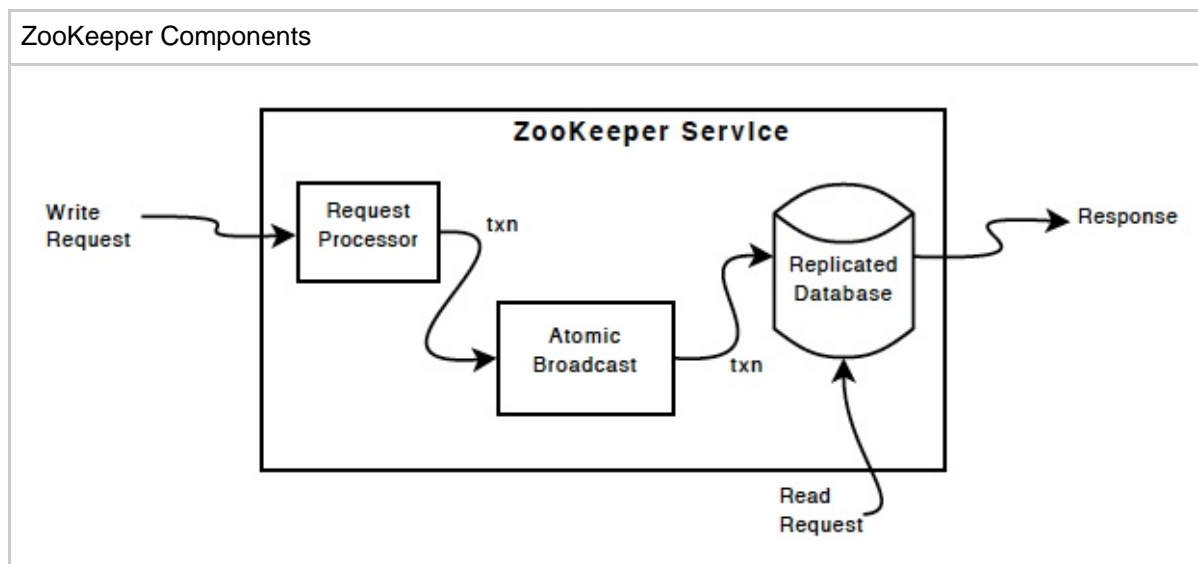 ZooKeeper Components
ZooKeeper Service
Write
Request
Request
Processor
txn
Atomic
Broadcast
txn
Replicated
Database
Response
Read
Request